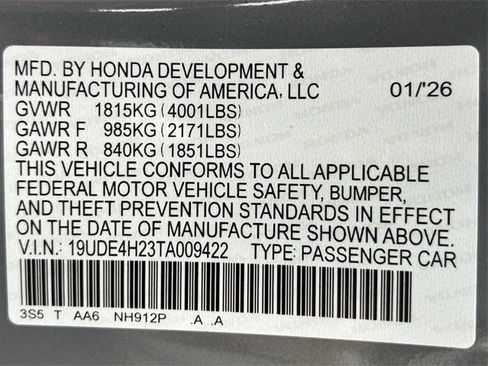 MFD. BY HONDA DEVELOPMENT &
MANUFACTURING OF AMERICA, LLC 01/'26
GVWR 1815KG (4001LBS)
GAWR F 985KG (2171LBS)
GAWR R 840KG (1851LBS)
THIS VEHICLE CONFORMS TO ALL APPLICABLE
FEDERAL MOTOR VEHICLE SAFETY, BUMPER,
AND THEFT PREVENTION STANDARDS IN EFFECT
ON THE DATE OF MANUFACTURE SHOWN ABOVE.
V.I.N.: 19UDE4H23TA009422 TYPE: PASSENGER CAR
3S5 T AA6 NH912P .A .A